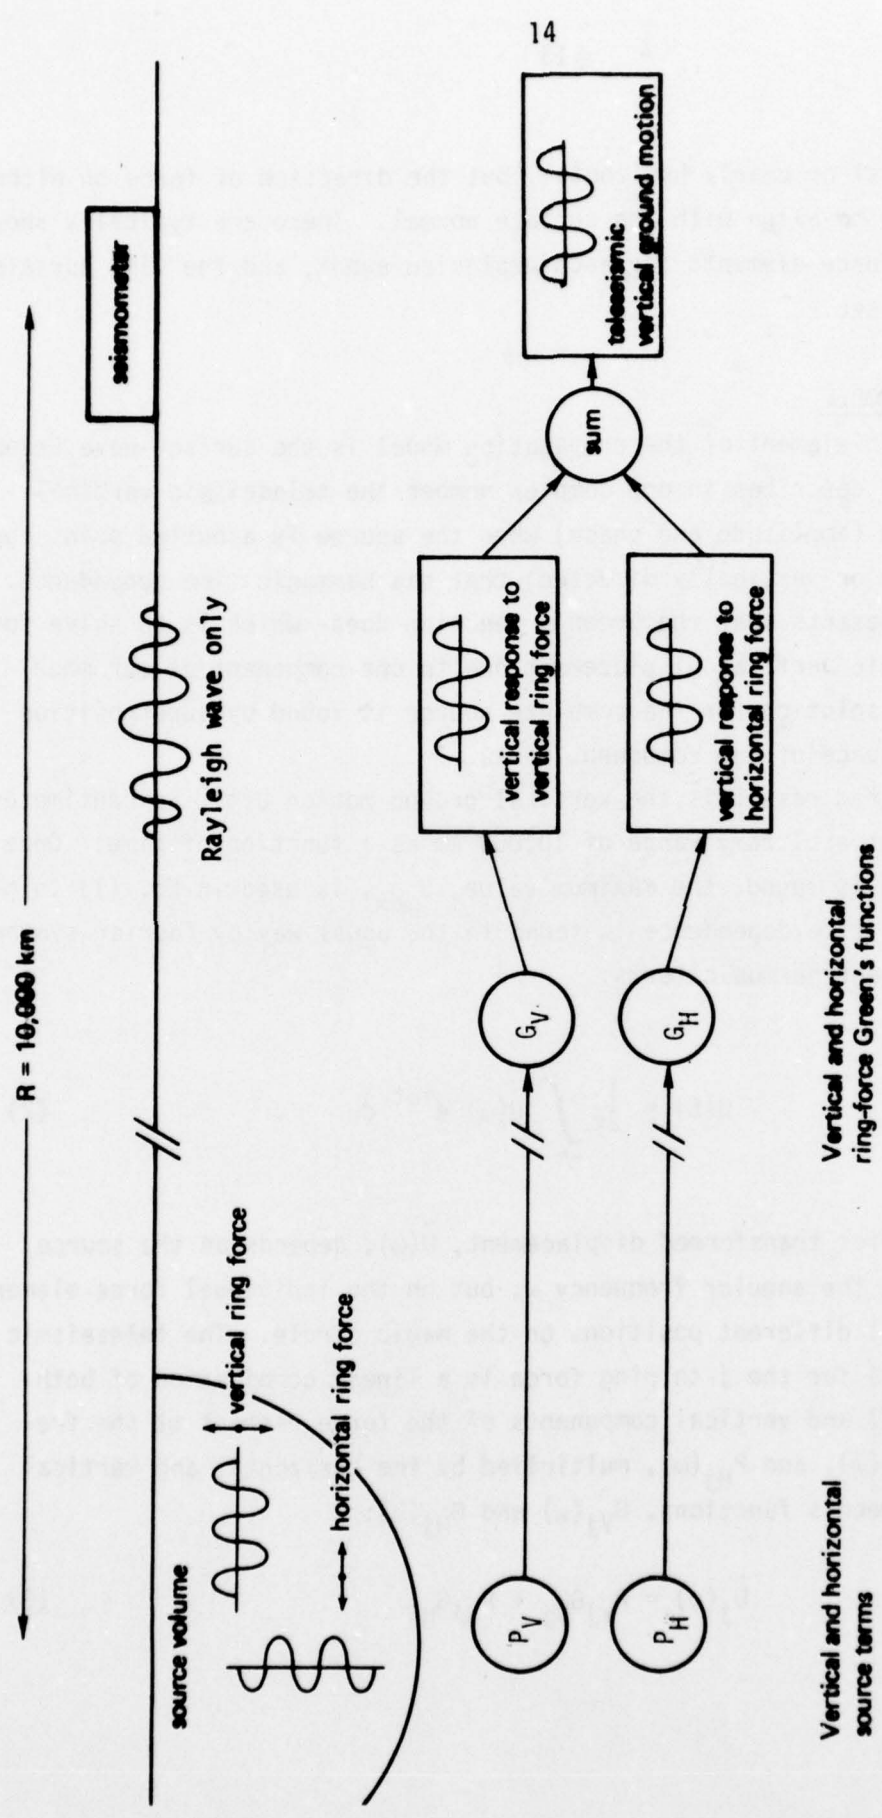 14
R = 10,000 km
seismometer
source volume
vertical ring force
horizontal ring force
Rayleigh wave only
P_V
G_V
vertical response to
vertical ring force
sum
teleseismic
vertical ground motion
P_H
G_H
vertical response to
horizontal ring force
Vertical and horizontal
source terms
Vertical and horizontal
ring-force Green's functions